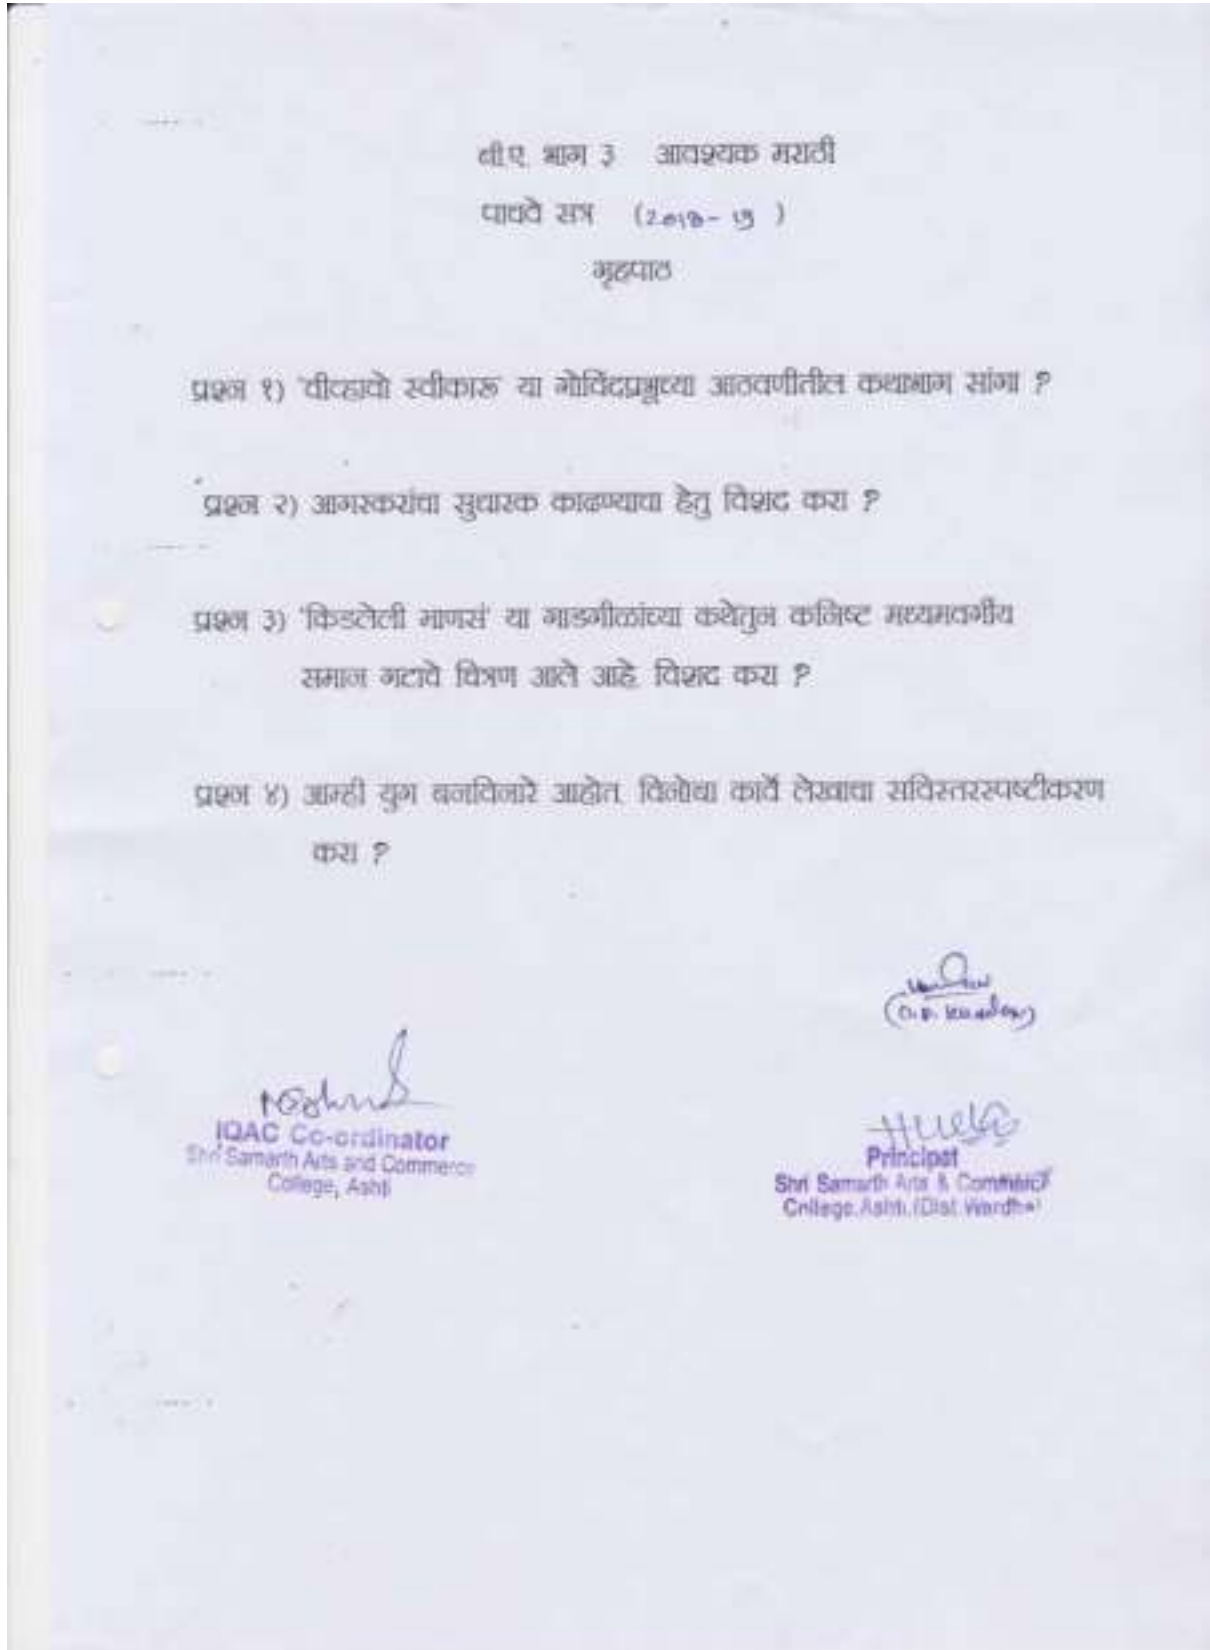 बी.ए. भाग ३ आवश्यक मराठी
पाचवे सत्र
गृहपाठ
प्रश्न १) 'वीव्हावो स्वीकारू' या गोविंदप्रभूच्या आठवणीतील कथाभाग सांगा ?
प्रश्न २) आगरकरांचा सुधारक काढण्याचा हेतु विशद करा ?
प्रश्न ३) 'किडलेली माणसं' या गाडगीळांच्या कथेतुन कनिष्ट मध्यमवर्गीय
समाज गटाचे चित्रण आले आहे. विशद करा ?
प्रश्न ४) आम्ही युग बनविनारे आहोत. विनोबा भावें लेखाचा सविस्तरस्पष्टीकरण
करा ?
IQAC Co-ordinator
Shri Samarth Arts and Commerce
College, Ashti
Principal
Shri Samarth Arts & Commerce
College, Ashti, (Dist. Wardha)